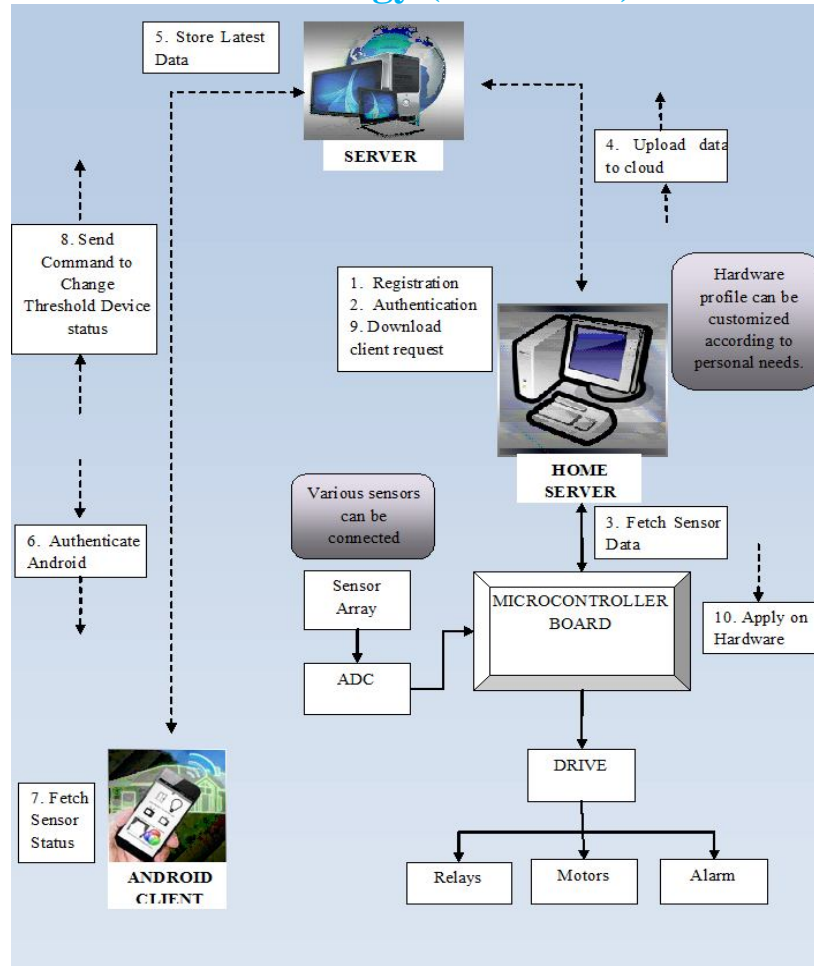 5. Store Latest
Data
SERVER
4. Upload data
to cloud
8. Send
Command to
Change
Threshold Device
status
1. Registration
2. Authentication
9. Download
client request
Hardware
profile can be
customized
according to
personal needs.
HOME
SERVER
Various sensors
can be
connected
3. Fetch Sensor
Data
6. Authenticate
Android
Sensor
Array
MICROCONTROLLER
BOARD
10. Apply on
Hardware
ADC
DRIVE
7. Fetch
Sensor
Status
ANDROID
CLIENT
Relays
Motors
Alarm